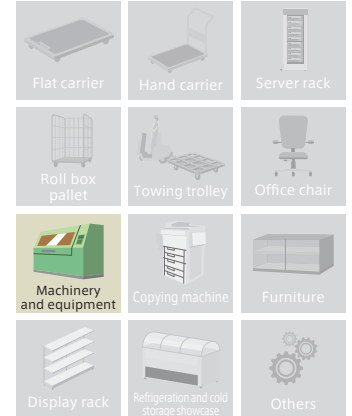 Flat carrier
Hand carrier
Server rack
Roll box
pallet
Towing trolley
Office chair
Machinery
and equipment
Copying machine
Furniture
Display rack
Refrigeration and cold
storage showcase
Others